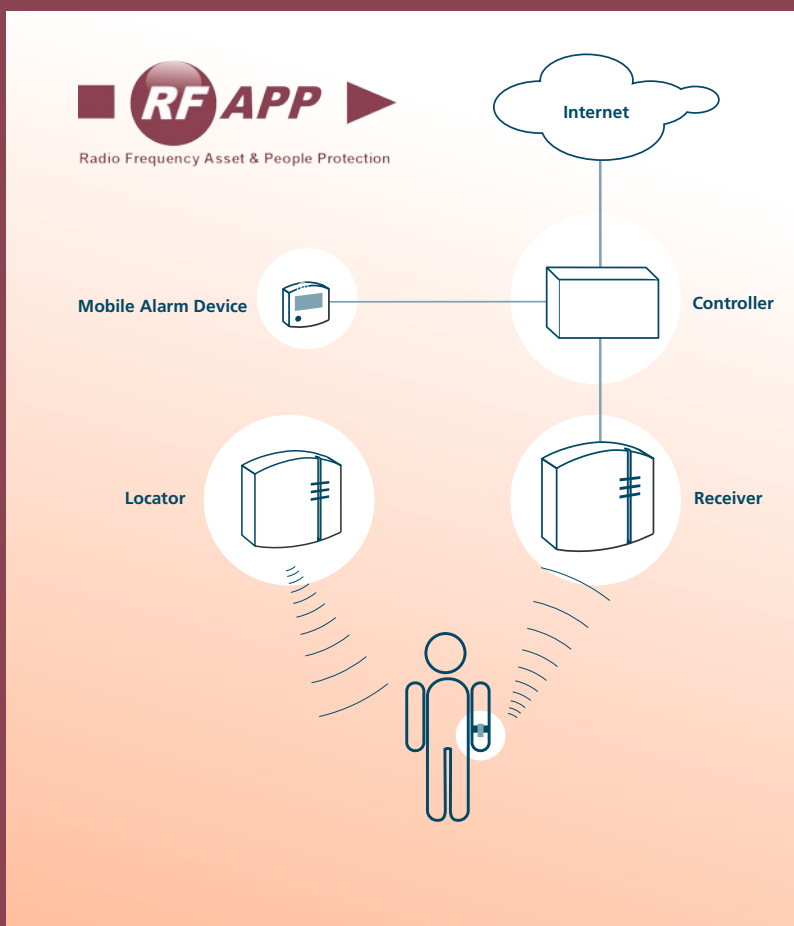 RF APP
Radio Frequency Asset & People Protection
Internet
Mobile Alarm Device
Controller
Locator
Receiver